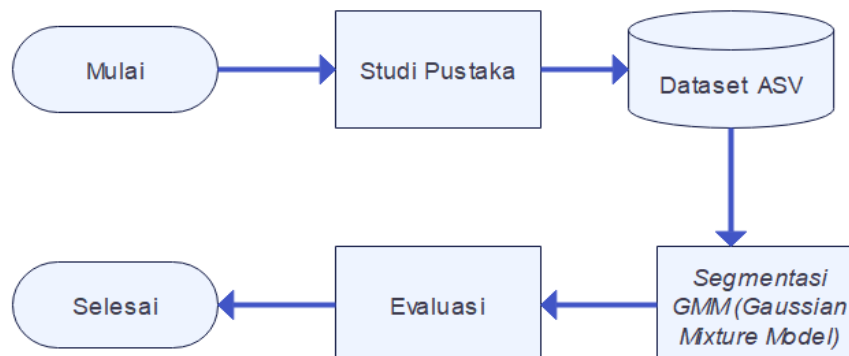 Mulai
Studi Pustaka
Dataset ASV
Segmentasi
GMM (Gaussian
Mixture Model)
Evaluasi
Selesai